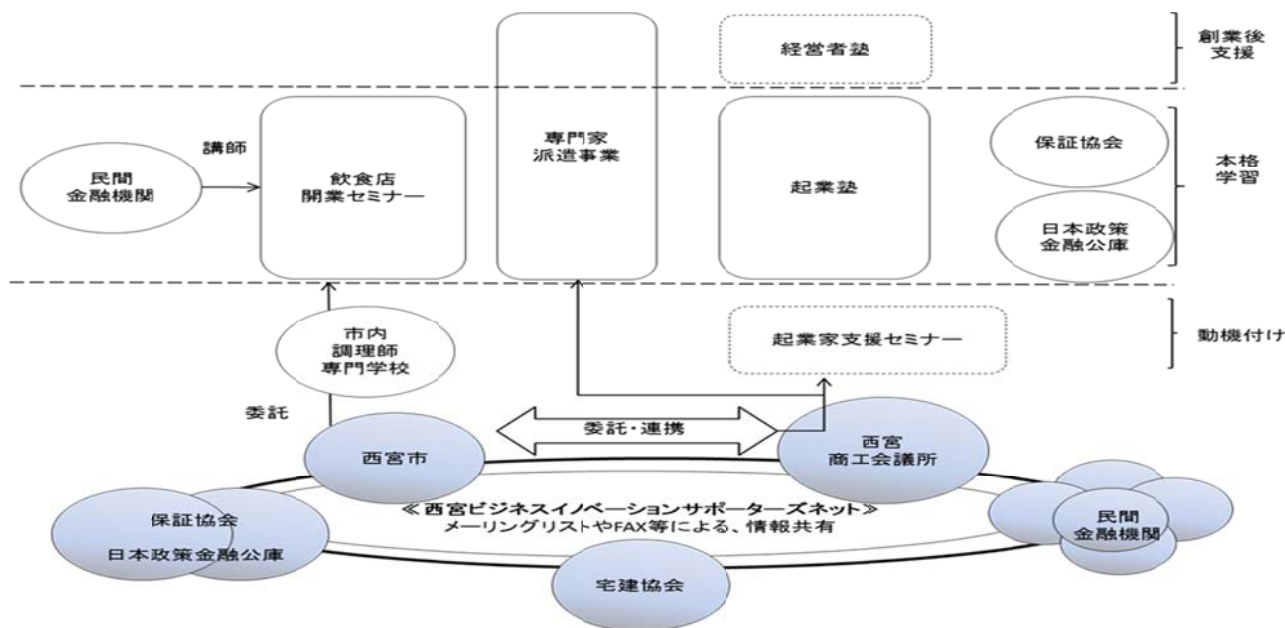 経営者塾
創業後
支援
民間
金融機関
講師
飲食店
開業セミナー
専門家
派遣事業
起業塾
保証協会
日本政策
金融公庫
本格
学習
市内
調理師
専門学校
起業家支援セミナー
動機付け
委託
西宮市
委託・連携
西宮
商工会議所
≪西宮ビジネスイノベーションサポーターズネット≫
メーリングリストやFAX等による、情報共有
保証協会
日本政策金融公庫
宅建協会
民間
金融機関